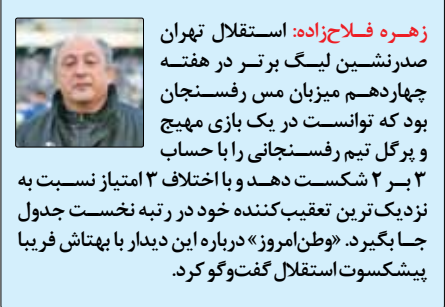 زهره فلاح‌زاده: استقلال تهران
صدرنشین لیگ برتر در هفته
چهاردهم میزبان مس رفسنجان
بود که توانست در یک بازی مهیج
و پرگل تیم رفسنجانی را با حساب
۳ بر ۲ شکست دهد و با اختلاف ۳ امتیاز نسبت به
نزدیک‌ترین تعقیب‌کننده خود در رتبه نخست جدول
جا بگیرد. «وطن‌امروز» درباره این دیدار با بهتاش فریبا
پیشکسوت استقلال گفت‌وگو کرد.